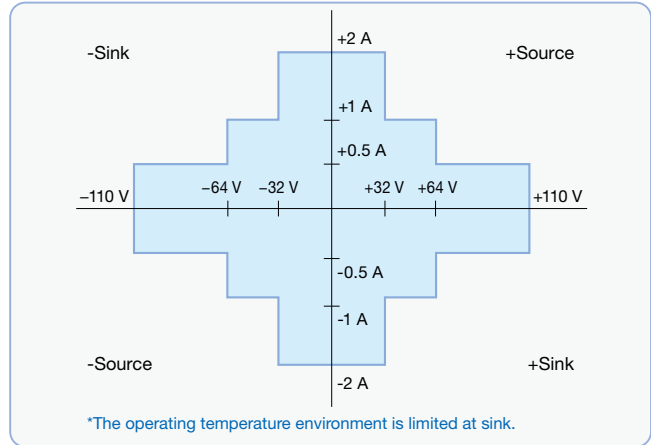 +2 A
-Sink
+Source
+1 A
+0.5 A
−110 V
−64 V
−32 V
+32 V
+64 V
+110 V
-0.5 A
-1 A
-Source
+Sink
-2 A
*The operating temperature environment is limited at sink.